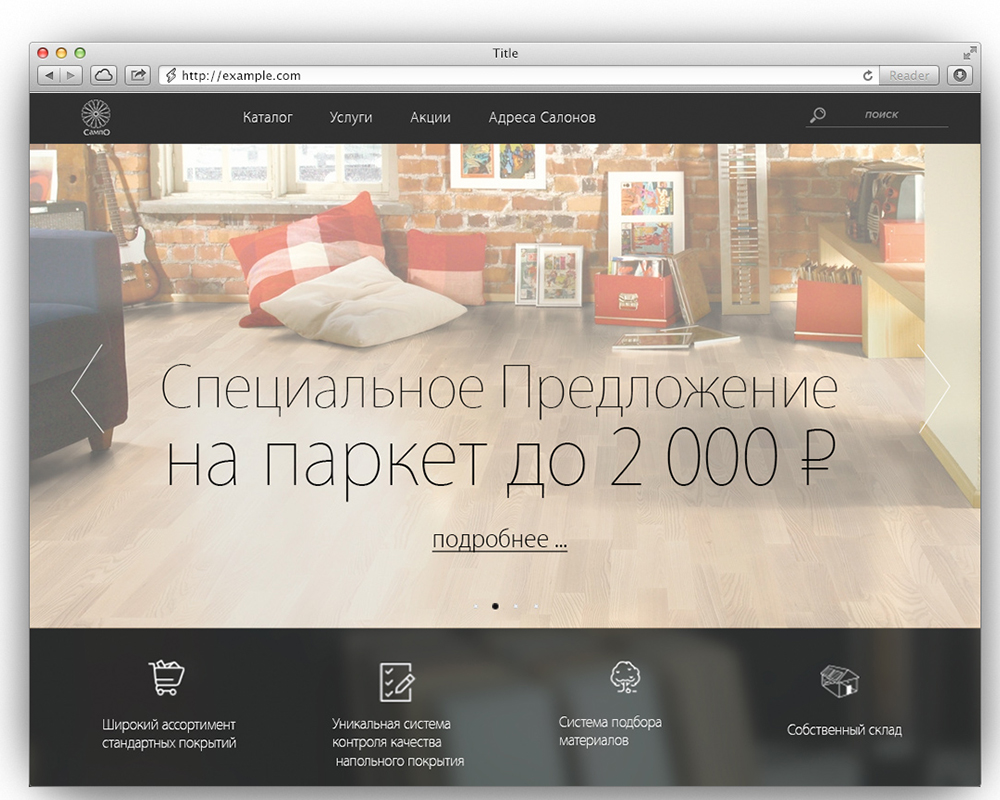 Title
http://example.com
Reader
САМПО
Каталог
Услуги
Акции
Адреса Салонов
поиск
Специальное Предложение
на паркет до 2 000 ₽
подробнее ...
Широкий ассортимент
стандартных покрытий
Уникальная система
контроля качества
напольного покрытия
Система подбора
материалов
Собственный склад